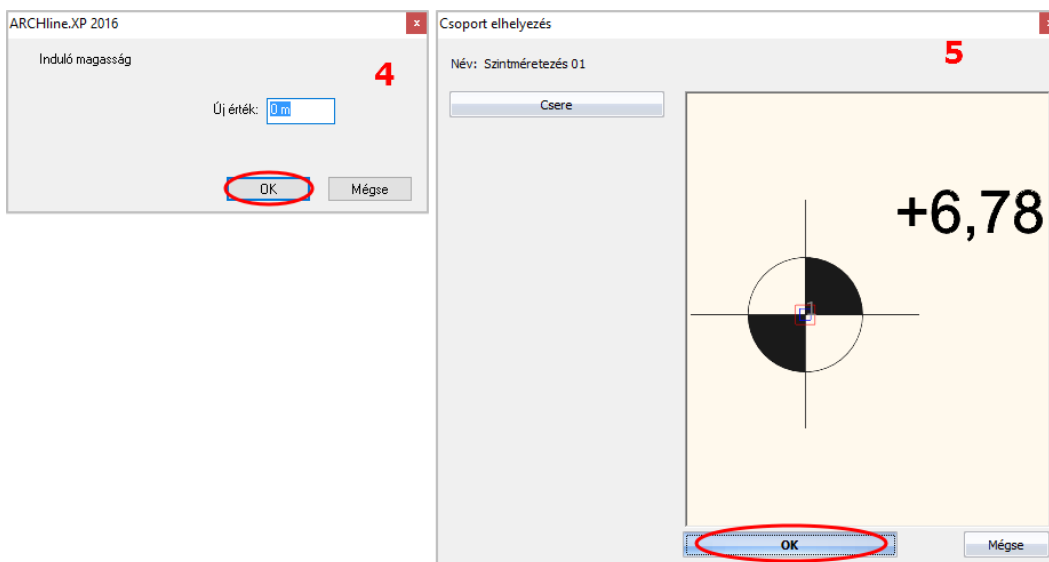 ARCHline.XP 2016
x
Induló magasság
4
Új érték: 0 m
OK
Mégse
Csoport elhelyezés
5
Név: Szintméretezés 01
Csere
+6,78
OK
Mégse